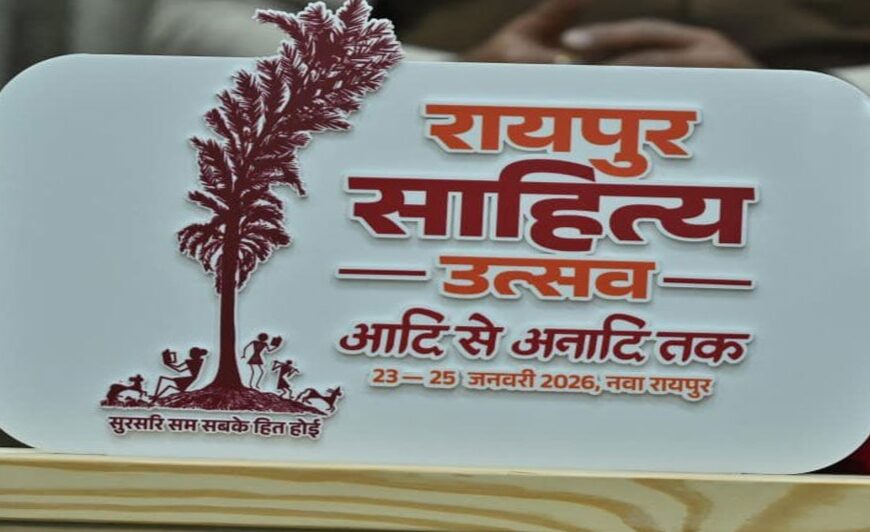 रायपुर
साहित्य
उत्सव
आदि से अनादि तक
23 — 25 जनवरी 2026, नवा रायपुर
सुरसरि सम सबके हित होई